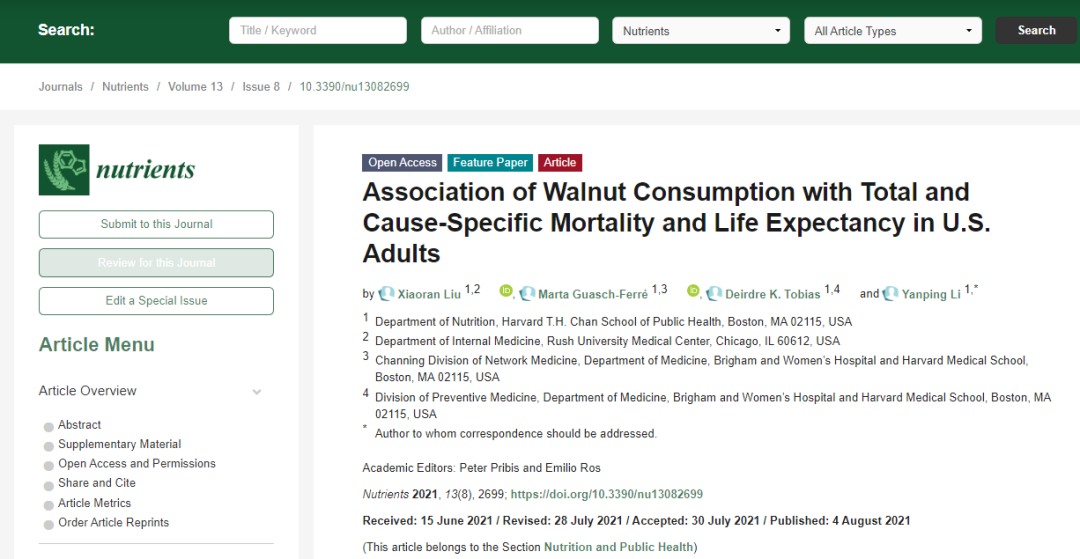 Search:
Title / Keyword
Author / Affiliation
Nutrients
All Article Types
Search
Journals / Nutrients / Volume 13 / Issue 8 / 10.3390/nu13082699
nutrients
Submit to this Journal
Review for this Journal
Edit a Special Issue
Article Menu
Article Overview
Abstract
Supplementary Material
Open Access and Permissions
Share and Cite
Article Metrics
Order Article Reprints
Open Access Feature Paper Article
Association of Walnut Consumption with Total and
Cause-Specific Mortality and Life Expectancy in U.S.
Adults
by Xiaoran Liu 1,2 iD, Marta Guasch-Ferré 1,3 iD, Deirdre K. Tobias 1,4 and Yanping Li 1,*
1 Department of Nutrition, Harvard T.H. Chan School of Public Health, Boston, MA 02115, USA
2 Department of Internal Medicine, Rush University Medical Center, Chicago, IL 60612, USA
3 Channing Division of Network Medicine, Department of Medicine, Brigham and Women's Hospital and Harvard Medical School,
Boston, MA 02115, USA
4 Division of Preventive Medicine, Department of Medicine, Brigham and Women's Hospital and Harvard Medical School, Boston, MA
02115, USA
* Author to whom correspondence should be addressed.
Academic Editors: Peter Pribis and Emilio Ros
Nutrients 2021, 13(8), 2699; https://doi.org/10.3390/nu13082699
Received: 15 June 2021 / Revised: 28 July 2021 / Accepted: 30 July 2021 / Published: 4 August 2021
(This article belongs to the Section Nutrition and Public Health)